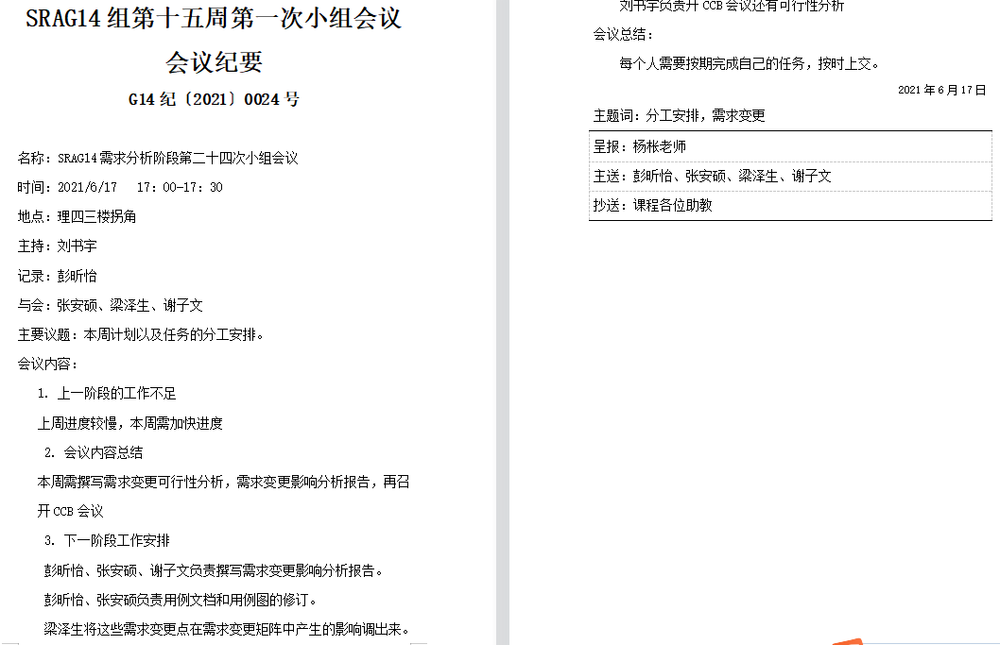 SRAG14 组第十五周第一次小组会议
会议纪要
G14 纪〔2021〕0024 号
名称：SRAG14 需求分析阶段第二十四次小组会议
时间：2021/6/17 17：00-17：30
地点：理四三楼拐角
主持：刘书宇
记录：彭昕怡
与会：张安硕、梁泽生、谢子文
主要议题：本周计划以及任务的分工安排。
会议内容：
1. 上一阶段的工作不足
上周进度较慢，本周需加快进度
2. 会议内容总结
本周需撰写需求变更可行性分析，需求变更影响分析报告，再召
开 CCB 会议
3. 下一阶段工作安排
彭昕怡、张安硕、谢子文负责撰写需求变更影响分析报告。
彭昕怡、张安硕负责用例文档和用例图的修订。
梁泽生将这些需求变更点在需求变更矩阵中产生的影响调出来。
刘书宇负责开 CCB 会议还有可行性分析
会议总结：
每个人需要按期完成自己的任务，按时上交。
2021 年 6 月 17 日
主题词：分工安排，需求变更
呈报：杨枨老师
主送：彭昕怡、张安硕、梁泽生、谢子文
抄送：课程各位助教